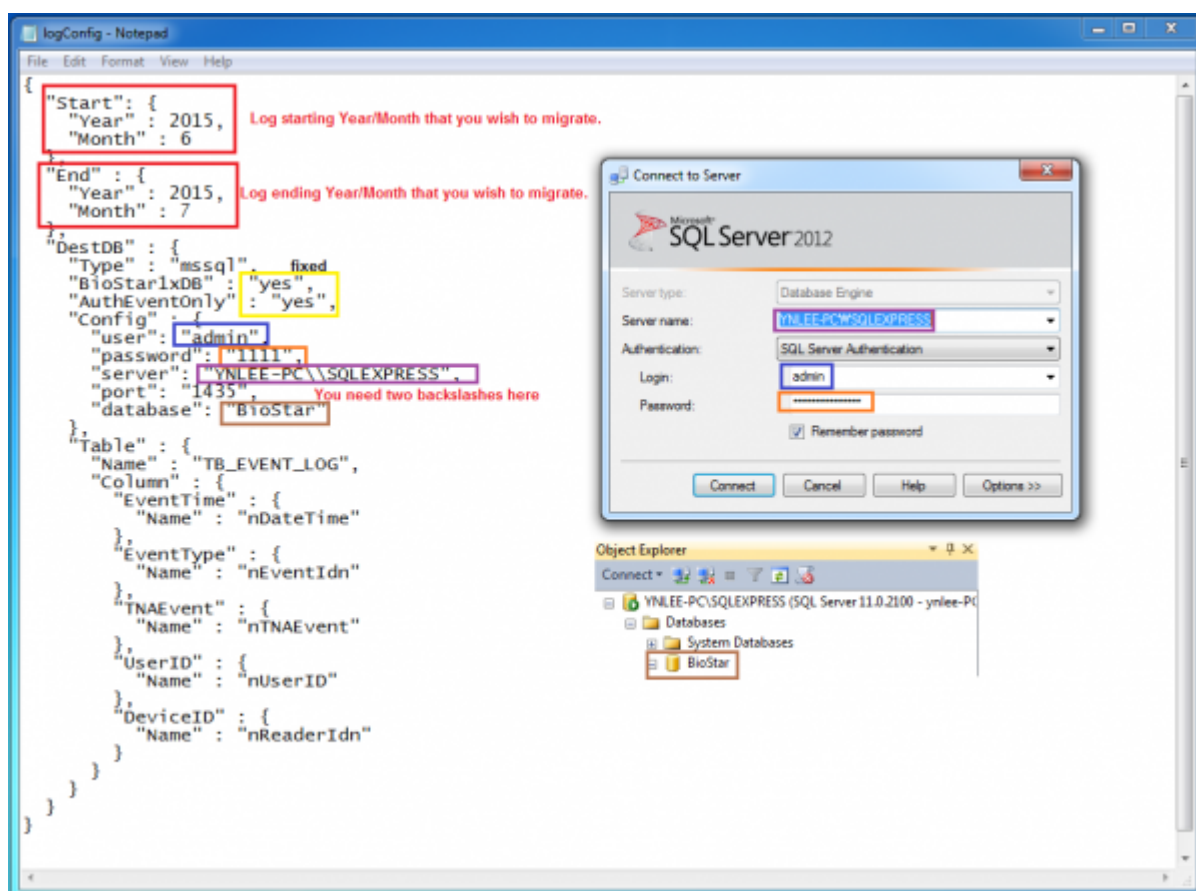 logConfig - Notepad
File Edit Format View Help
{
"Start": {
"Year" : 2015,
"Month" : 6
Log starting Year/Month that you wish to migrate.
},
"End" : {
"Year" : 2015,
"Month" : 7
Log ending Year/Month that you wish to migrate.
},
"DestDB" : {
"Type" : "mssql", fixed
"BioStar1xDB" : "yes",
"AuthEventOnly" : "yes",
"Config" : {
"user": "admin",
"password": "1111",
"server": "YNLEE-PC\\SQLEXPRESS",
"port": "1435", You need two backslashes here
"database": "BioStar"
},
"Table" : {
"Name" : "TB_EVENT_LOG",
"Column" : {
"EventTime" : {
"Name" : "nDateTime"
},
"EventType" : {
"Name" : "nEventIdn"
},
"TNAEvent" : {
"Name" : "nTNAEvent"
},
"UserID" : {
"Name" : "nUserID"
},
"DeviceID" : {
"Name" : "nReaderIdn"
}
}
}
}
}
Connect to Server
Microsoft
SQL Server 2012
Server type: Database Engine
Server name: YNLEE-PC₩SQLEXPRESS
Authentication: SQL Server Authentication
Login: admin
Password: ****************
Remember password
Connect Cancel Help Options >>
Object Explorer
Connect
YNLEE-PC\SQLEXPRESS (SQL Server 11.0.2100 - ynlee-P(
Databases
System Databases
BioStar